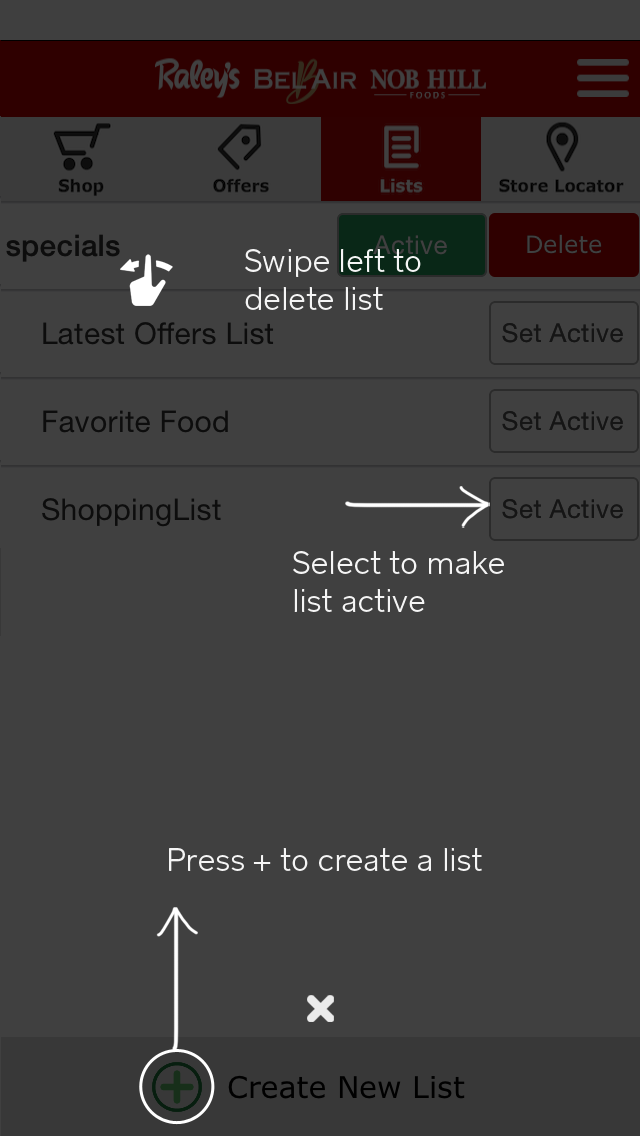 Raley's BEL AIR NOB HILL
FOODS
Shop Offers Lists Store Locator
specials Active Delete
Swipe left to
delete list
Latest Offers List Set Active
Favorite Food Set Active
ShoppingList Set Active
Select to make
list active
Press + to create a list
Create New List